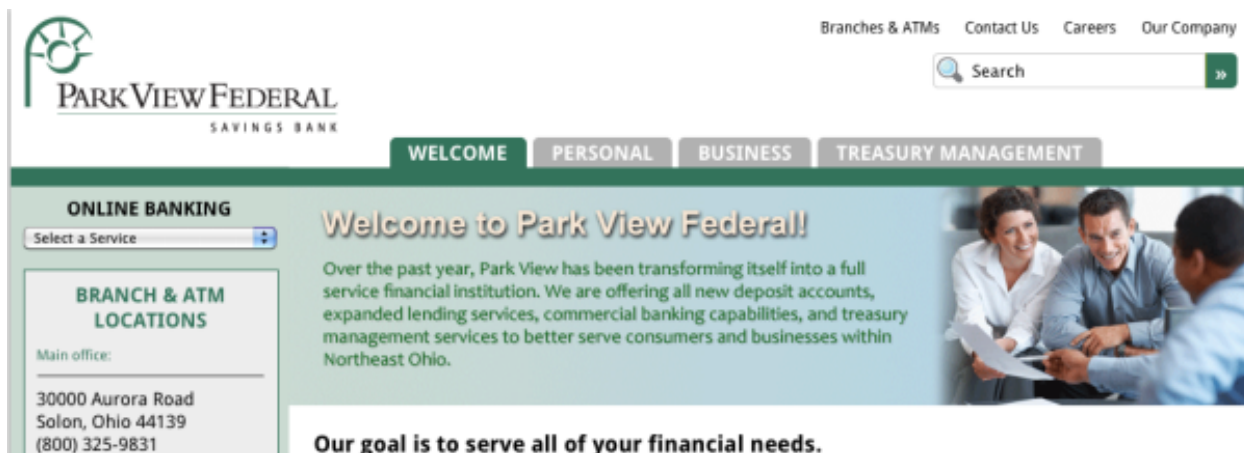 Branches & ATMs Contact Us Careers Our Company
Search »
PARK VIEW FEDERAL
SAVINGS BANK
WELCOME PERSONAL BUSINESS TREASURY MANAGEMENT
ONLINE BANKING
Select a Service
BRANCH & ATM
LOCATIONS
Main office:
30000 Aurora Road
Solon, Ohio 44139
(800) 325-9831
Welcome to Park View Federal!
Over the past year, Park View has been transforming itself into a full
service financial institution. We are offering all new deposit accounts,
expanded lending services, commercial banking capabilities, and treasury
management services to better serve consumers and businesses within
Northeast Ohio.
Our goal is to serve all of your financial needs.